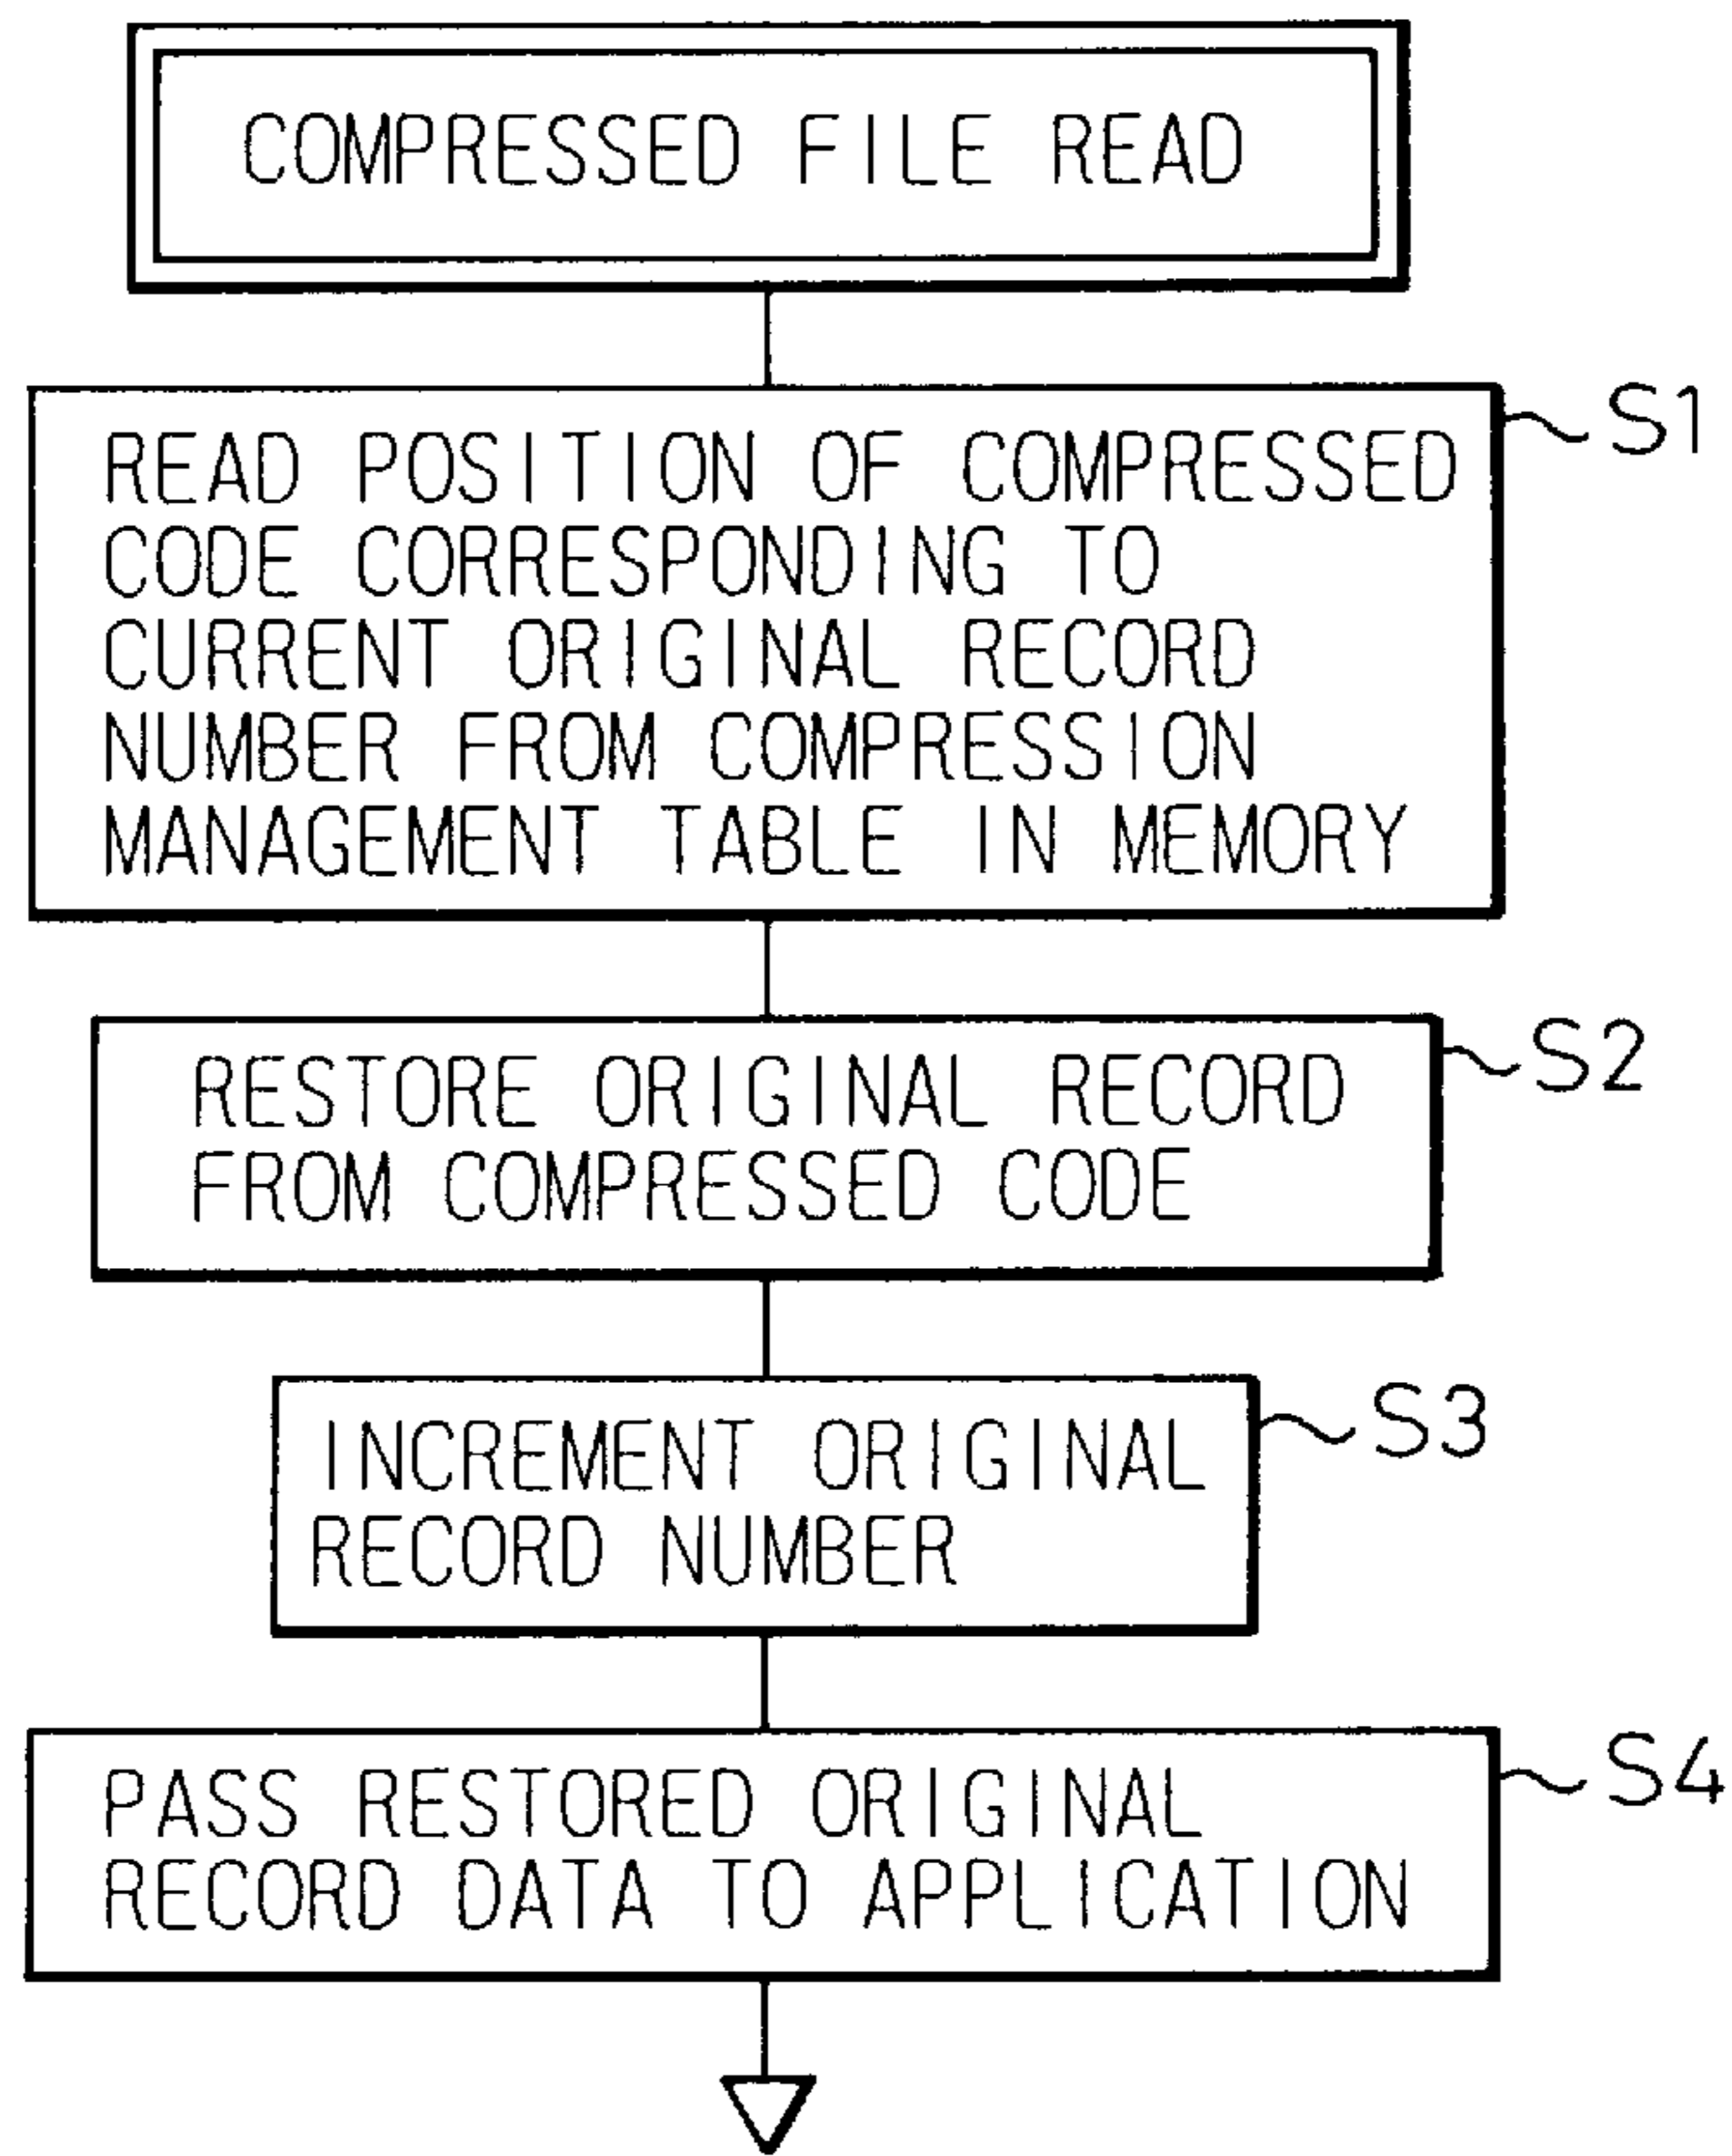 COMPRESSED FILE READ
S1
READ POSITION OF COMPRESSED
CODE CORRESPONDING TO
CURRENT ORIGINAL RECORD
NUMBER FROM COMPRESSION
MANAGEMENT TABLE IN MEMORY
S2
RESTORE ORIGINAL RECORD
FROM COMPRESSED CODE
S3
INCREMENT ORIGINAL
RECORD NUMBER
S4
PASS RESTORED ORIGINAL
RECORD DATA TO APPLICATION